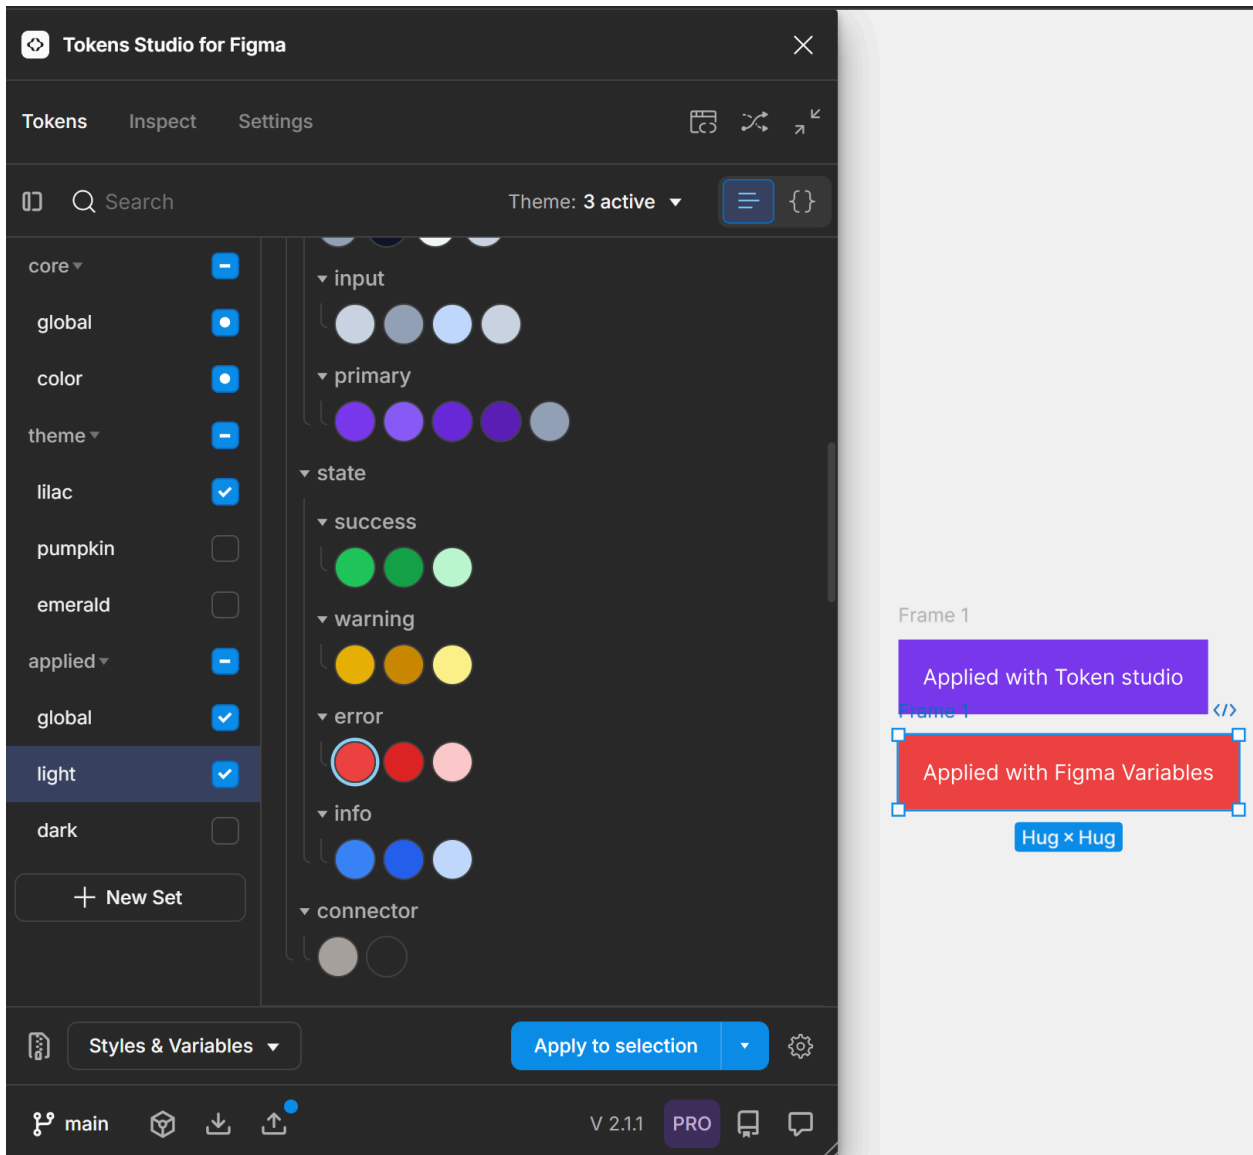 Tokens Studio for Figma
Tokens
Inspect
Settings
Search
Theme: 3 active
core
global
color
theme
lilac
pumpkin
emerald
applied
global
light
dark
New Set
input
primary
state
success
warning
error
info
connector
Styles & Variables
Apply to selection
main
V 2.1.1
PRO
Frame 1
Applied with Token studio
Frame 1
Applied with Figma Variables
Hug × Hug